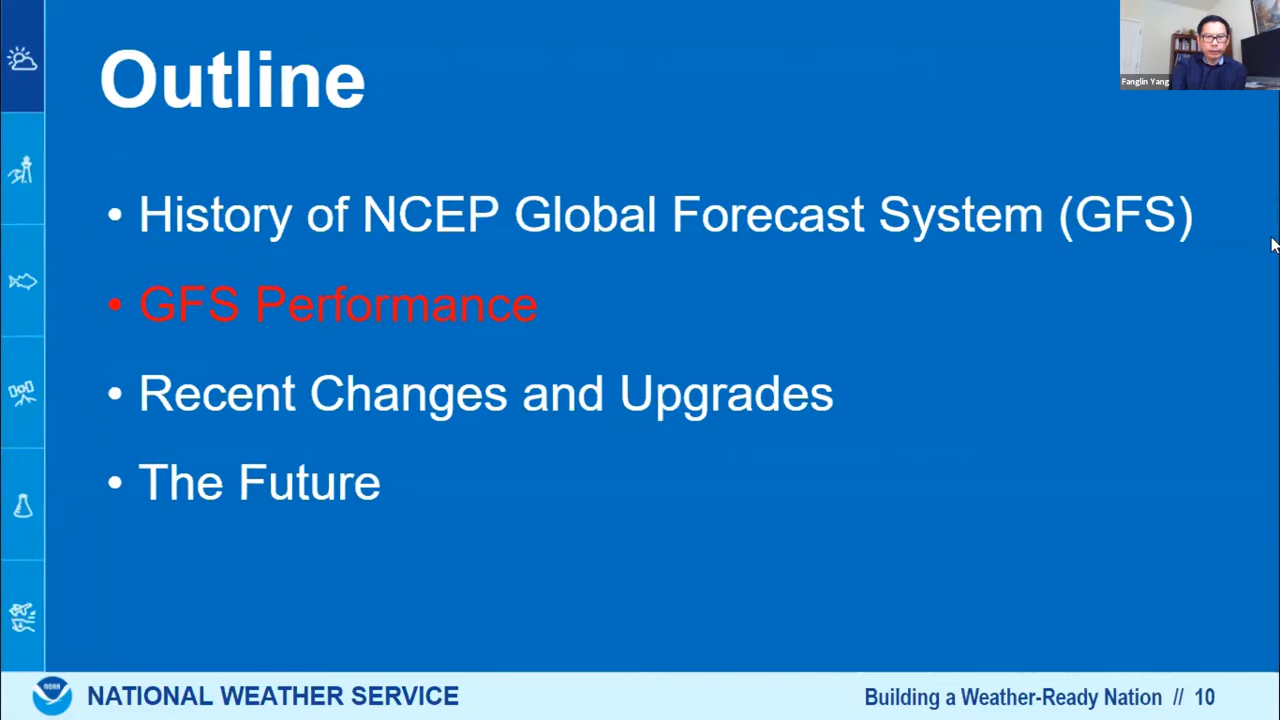 Outline
Fanglin Yang
• History of NCEP Global Forecast System (GFS)
• GFS Performance
• Recent Changes and Upgrades
• The Future
NOAA
NATIONAL WEATHER SERVICE
Building a Weather-Ready Nation // 10